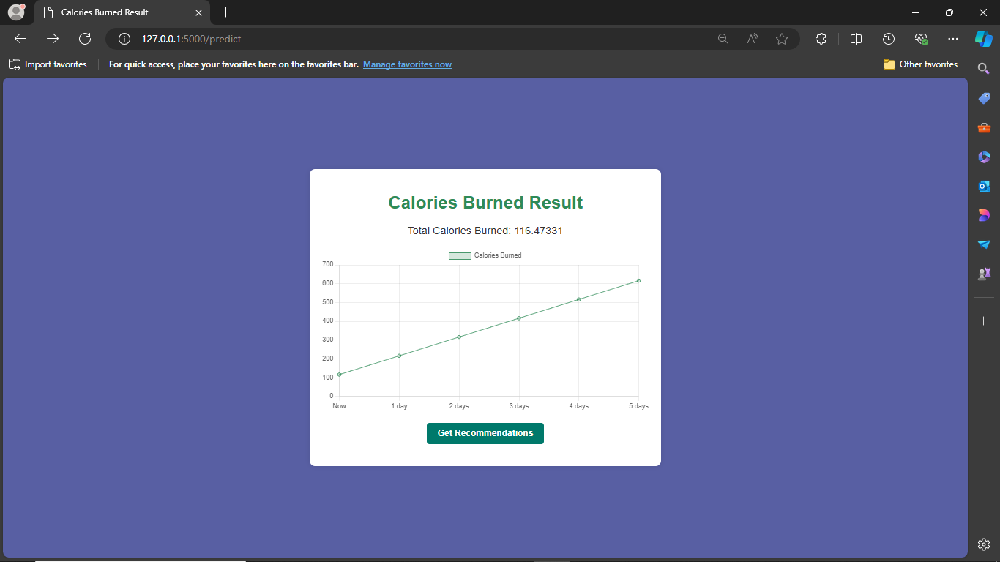 Calories Burned Result
127.0.0.1:5000/predict
Import favorites
For quick access, place your favorites here on the favorites bar. Manage favorites now
Other favorites
Calories Burned Result
Total Calories Burned: 116.47331
Calories Burned
700
600
500
400
300
200
100
0
Now 1 day 2 days 3 days 4 days 5 days
Get Recommendations